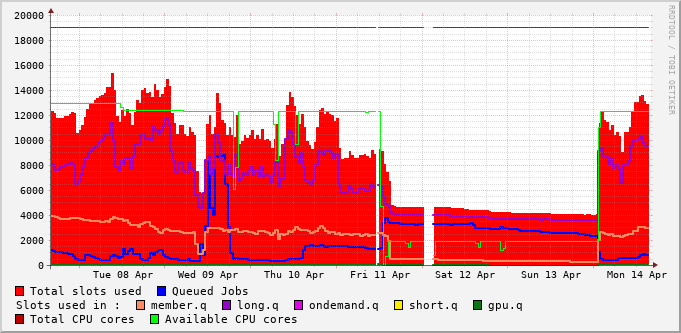 RRDTOOL / TOBI OETIKER
20000
18000
16000
14000
12000
10000
8000
6000
4000
2000
0
Tue 08 Apr Wed 09 Apr Thu 10 Apr Fri 11 Apr Sat 12 Apr Sun 13 Apr Mon 14 Apr
Total slots used Queued Jobs
Slots used in : member.q long.q ondemand.q short.q gpu.q
Total CPU cores Available CPU cores